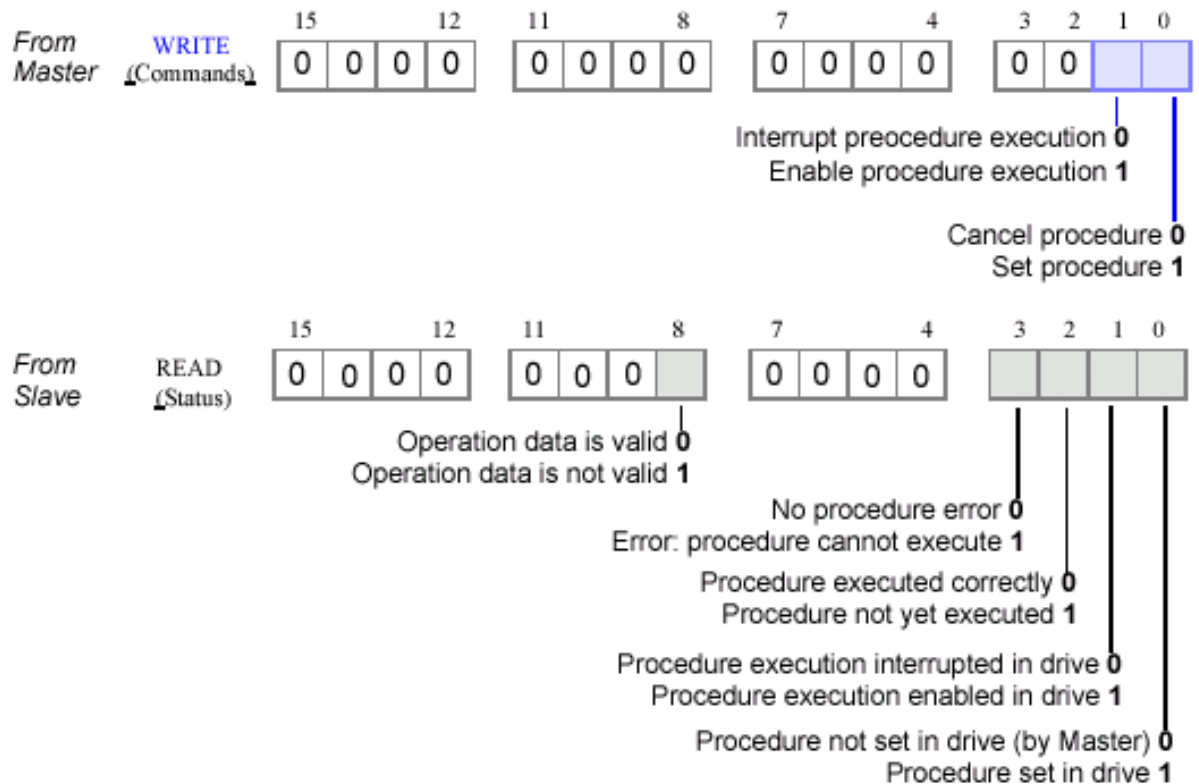 15 12 11 8 7 4 3 2 1 0
From Master WRITE (Commands) 0 0 0 0 0 0 0 0 0 0 0 0 0 0
Interrupt preocedure execution 0
Enable procedure execution 1
Cancel procedure 0
Set procedure 1
15 12 11 8 7 4 3 2 1 0
From Slave READ (Status) 0 0 0 0 0 0 0 0 0 0 0
Operation data is valid 0
Operation data is not valid 1
No procedure error 0
Error: procedure cannot execute 1
Procedure executed correctly 0
Procedure not yet executed 1
Procedure execution interrupted in drive 0
Procedure execution enabled in drive 1
Procedure not set in drive (by Master) 0
Procedure set in drive 1